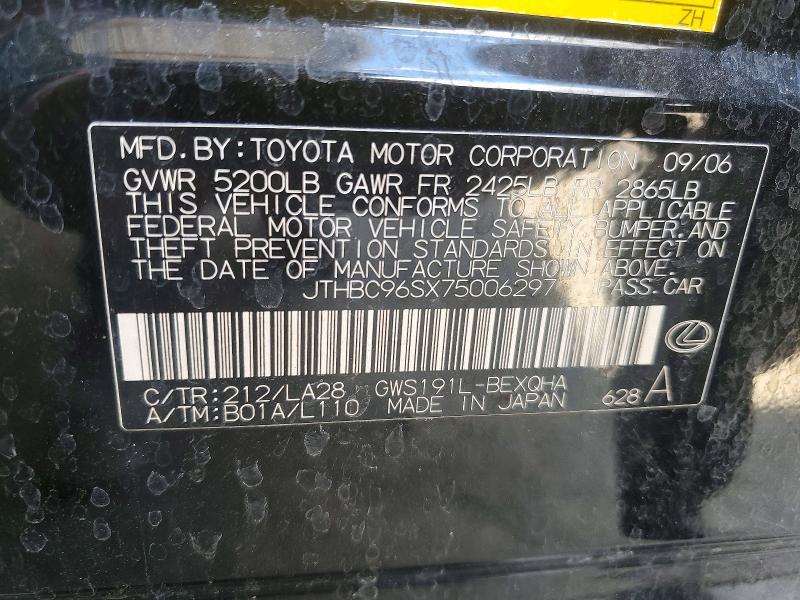 ZH
MFD.BY:TOYOTA MOTOR CORPORATION 09/06
GVWR 5200LB GAWR FR 2425LB RR 2865LB
THIS VEHICLE CONFORMS TO ALL APPLICABLE
FEDERAL MOTOR VEHICLE SAFETY,BUMPER,AND
THEFT PREVENTION STANDARDS IN EFFECT ON
THE DATE OF MANUFACTURE SHOWN ABOVE.
JTHBC96SX75006297 PASS.CAR
C/TR:212/LA28 GWS191L-BEXQHA
A/TM:B01A/L110 MADE IN JAPAN 628 A